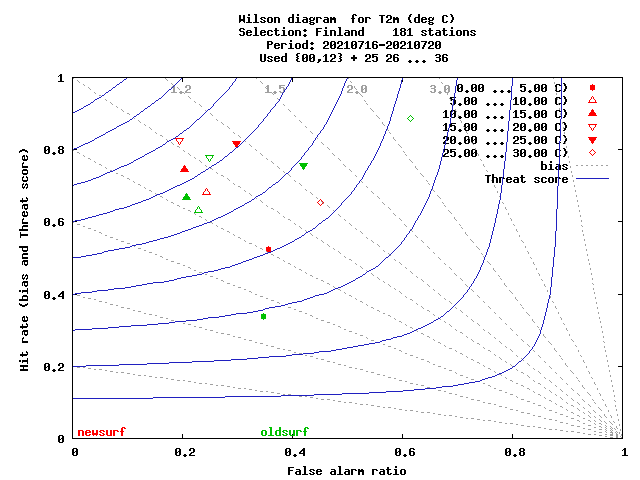 Wilson diagram  for T2m (deg C)
Selection: Finland    181 stations
Period: 20210716-20210720
Used {00,12} + 25 26 ... 36
1.2 1.5 2.0 3.0
0.00 ... 5.00 C)
5.00 ... 10.00 C)
10.00 ... 15.00 C)
15.00 ... 20.00 C)
20.00 ... 25.00 C)
25.00 ... 30.00 C)
bias
Threat score
Hit rate (bias and Threat score)
1
0.8
0.6
0.4
0.2
0
newsurf
oldsurf
0 0.2 0.4 0.6 0.8 1
False alarm ratio